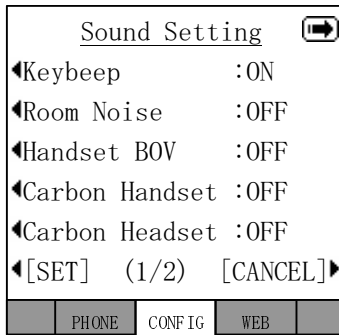 Sound Setting
Keybeep :ON
Room Noise :OFF
Handset BOV :OFF
Carbon Handset :OFF
Carbon Headset :OFF
[SET] (1/2) [CANCEL]
PHONE CONFIG WEB